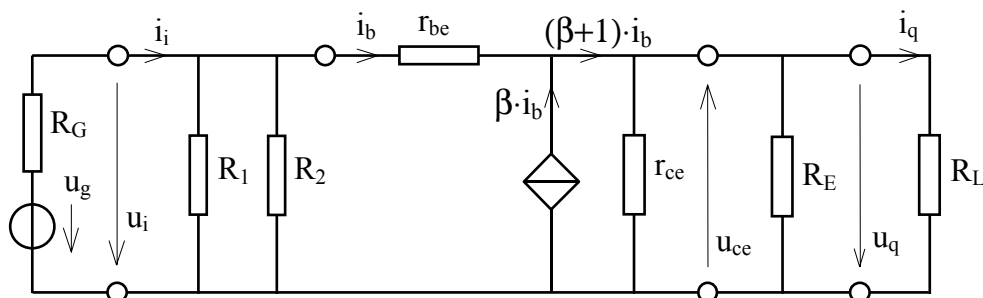 i_i i_b r_be (β+1)·i_b i_q
β·i_b
R_G R_1 R_2 r_ce R_E R_L
u_g u_i u_ce u_q